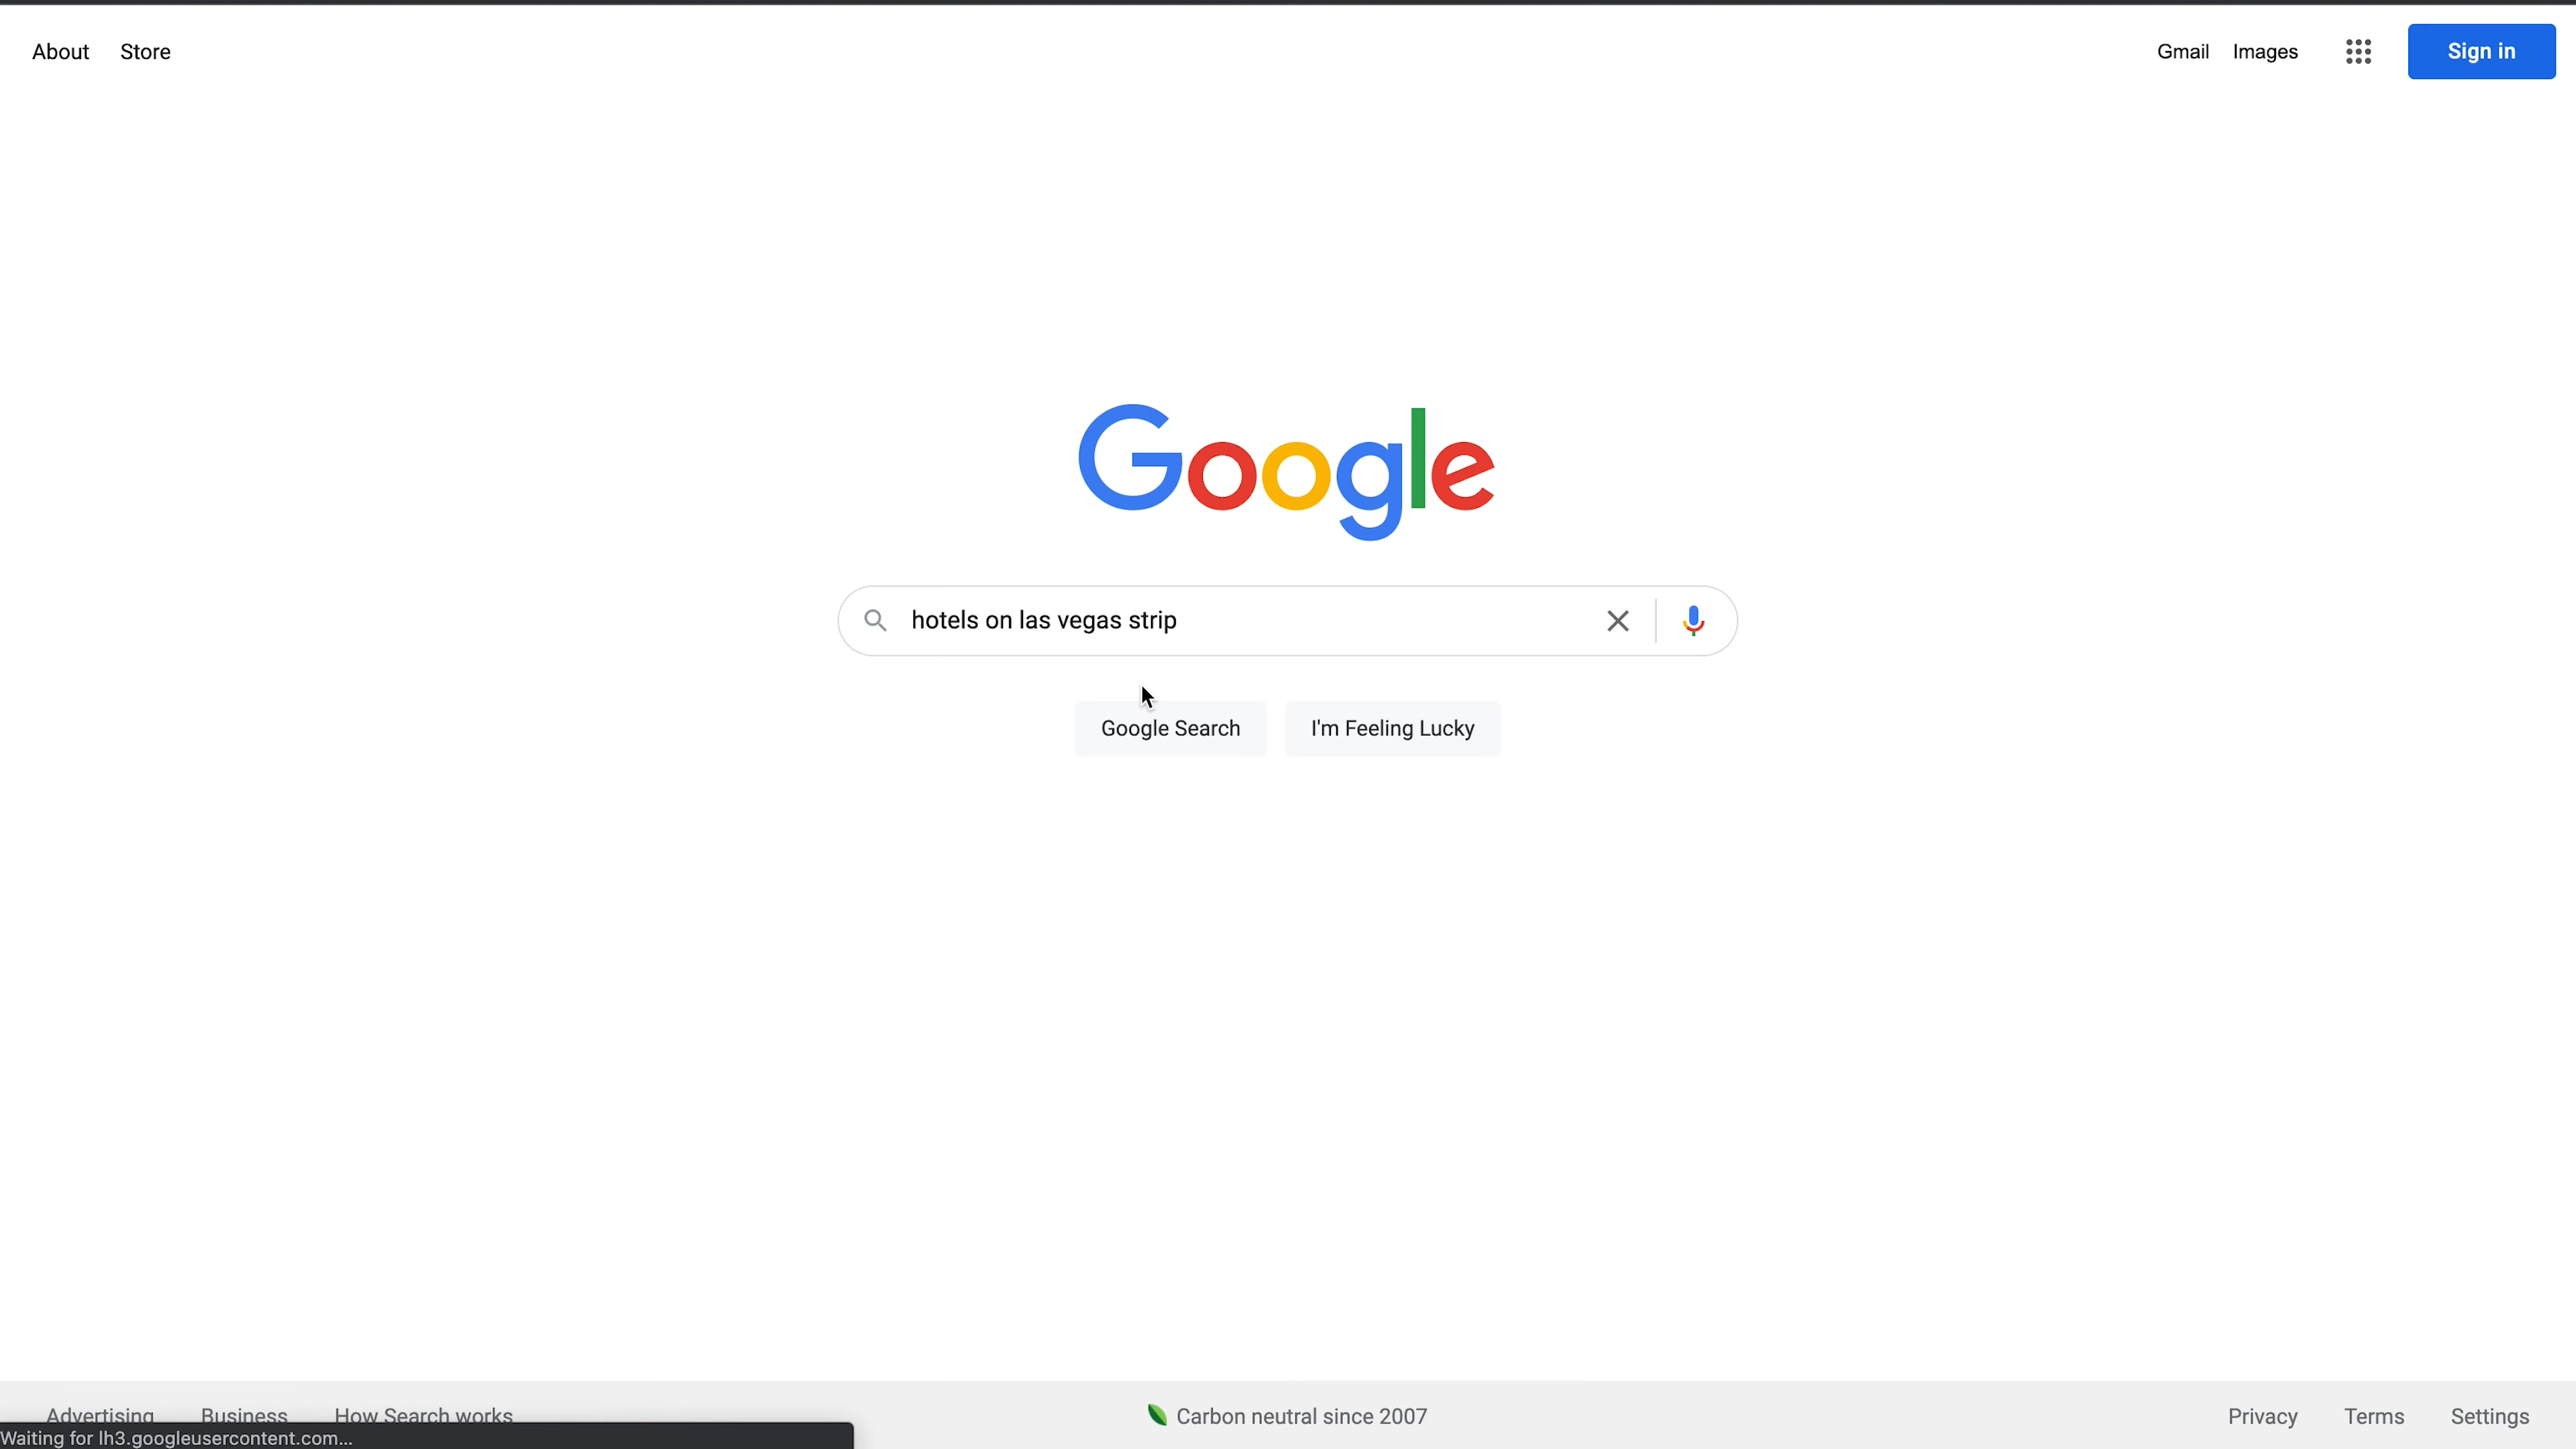 About Store Gmail Images Sign in
Google
hotels on las vegas strip
Google Search I'm Feeling Lucky
Advertising Business How Search works Carbon neutral since 2007 Privacy Terms Settings
Waiting for lh3.googleusercontent.com...